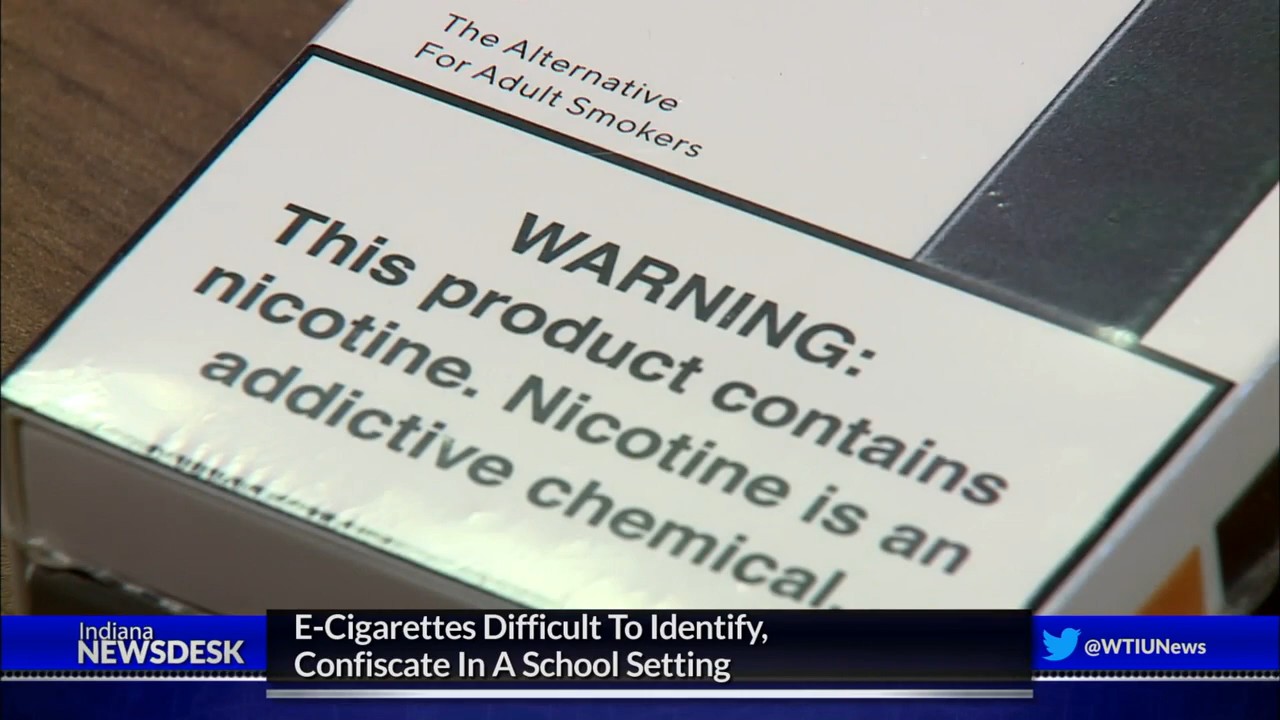 The Alternative
For Adult Smokers
WARNING:
This product contains
nicotine. Nicotine is an
addictive chemical.
Indiana
NEWSDESK
E-Cigarettes Difficult To Identify,
Confiscate In A School Setting
@WTIUNews